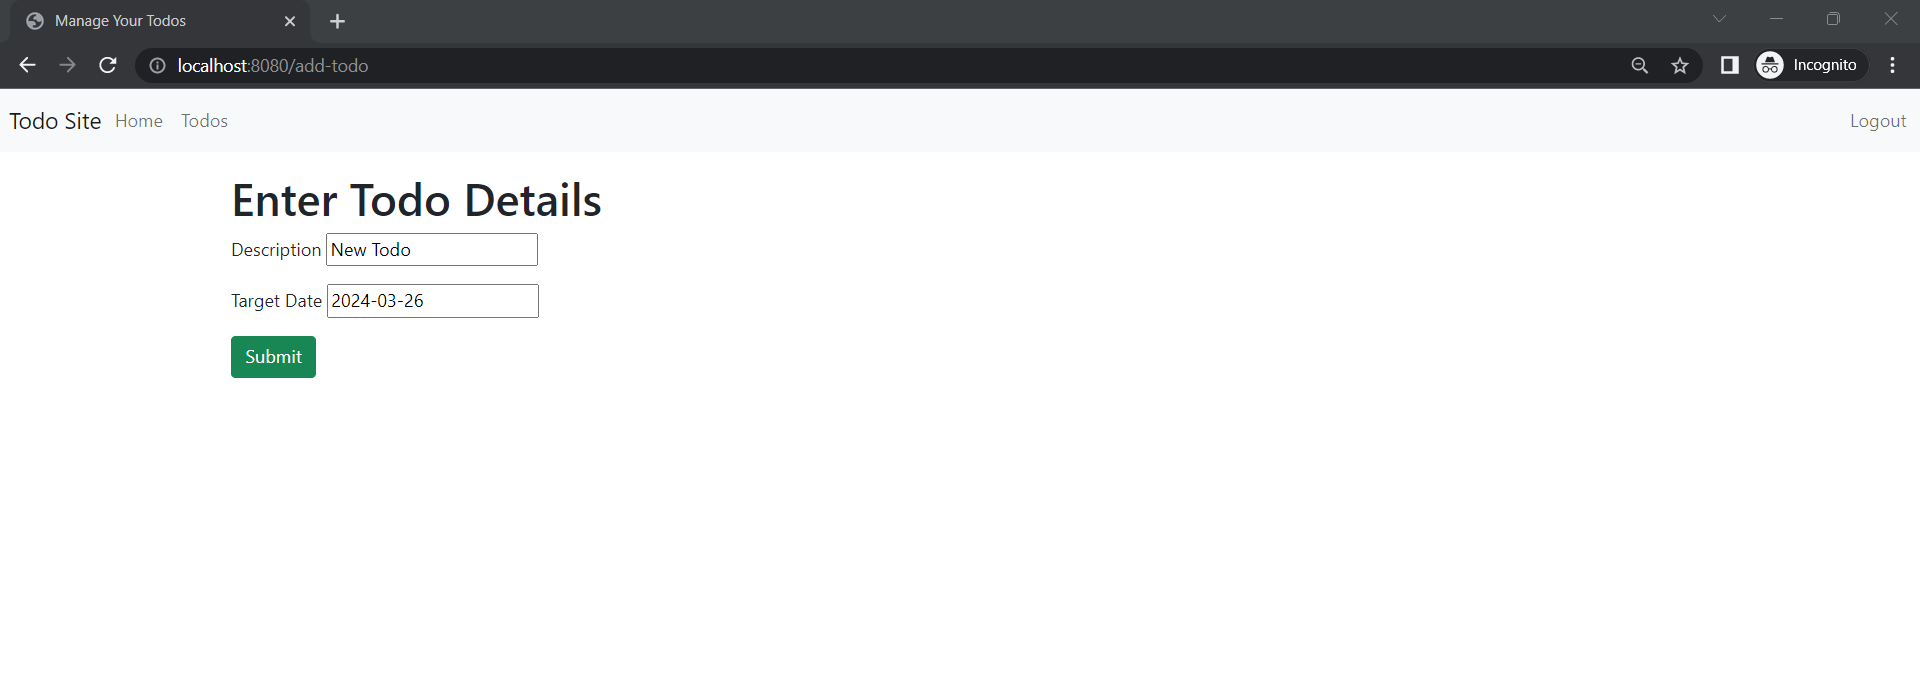 Manage Your Todos
localhost:8080/add-todo
Incognito
Todo Site Home Todos Logout
Enter Todo Details
Description New Todo
Target Date 2024-03-26
Submit